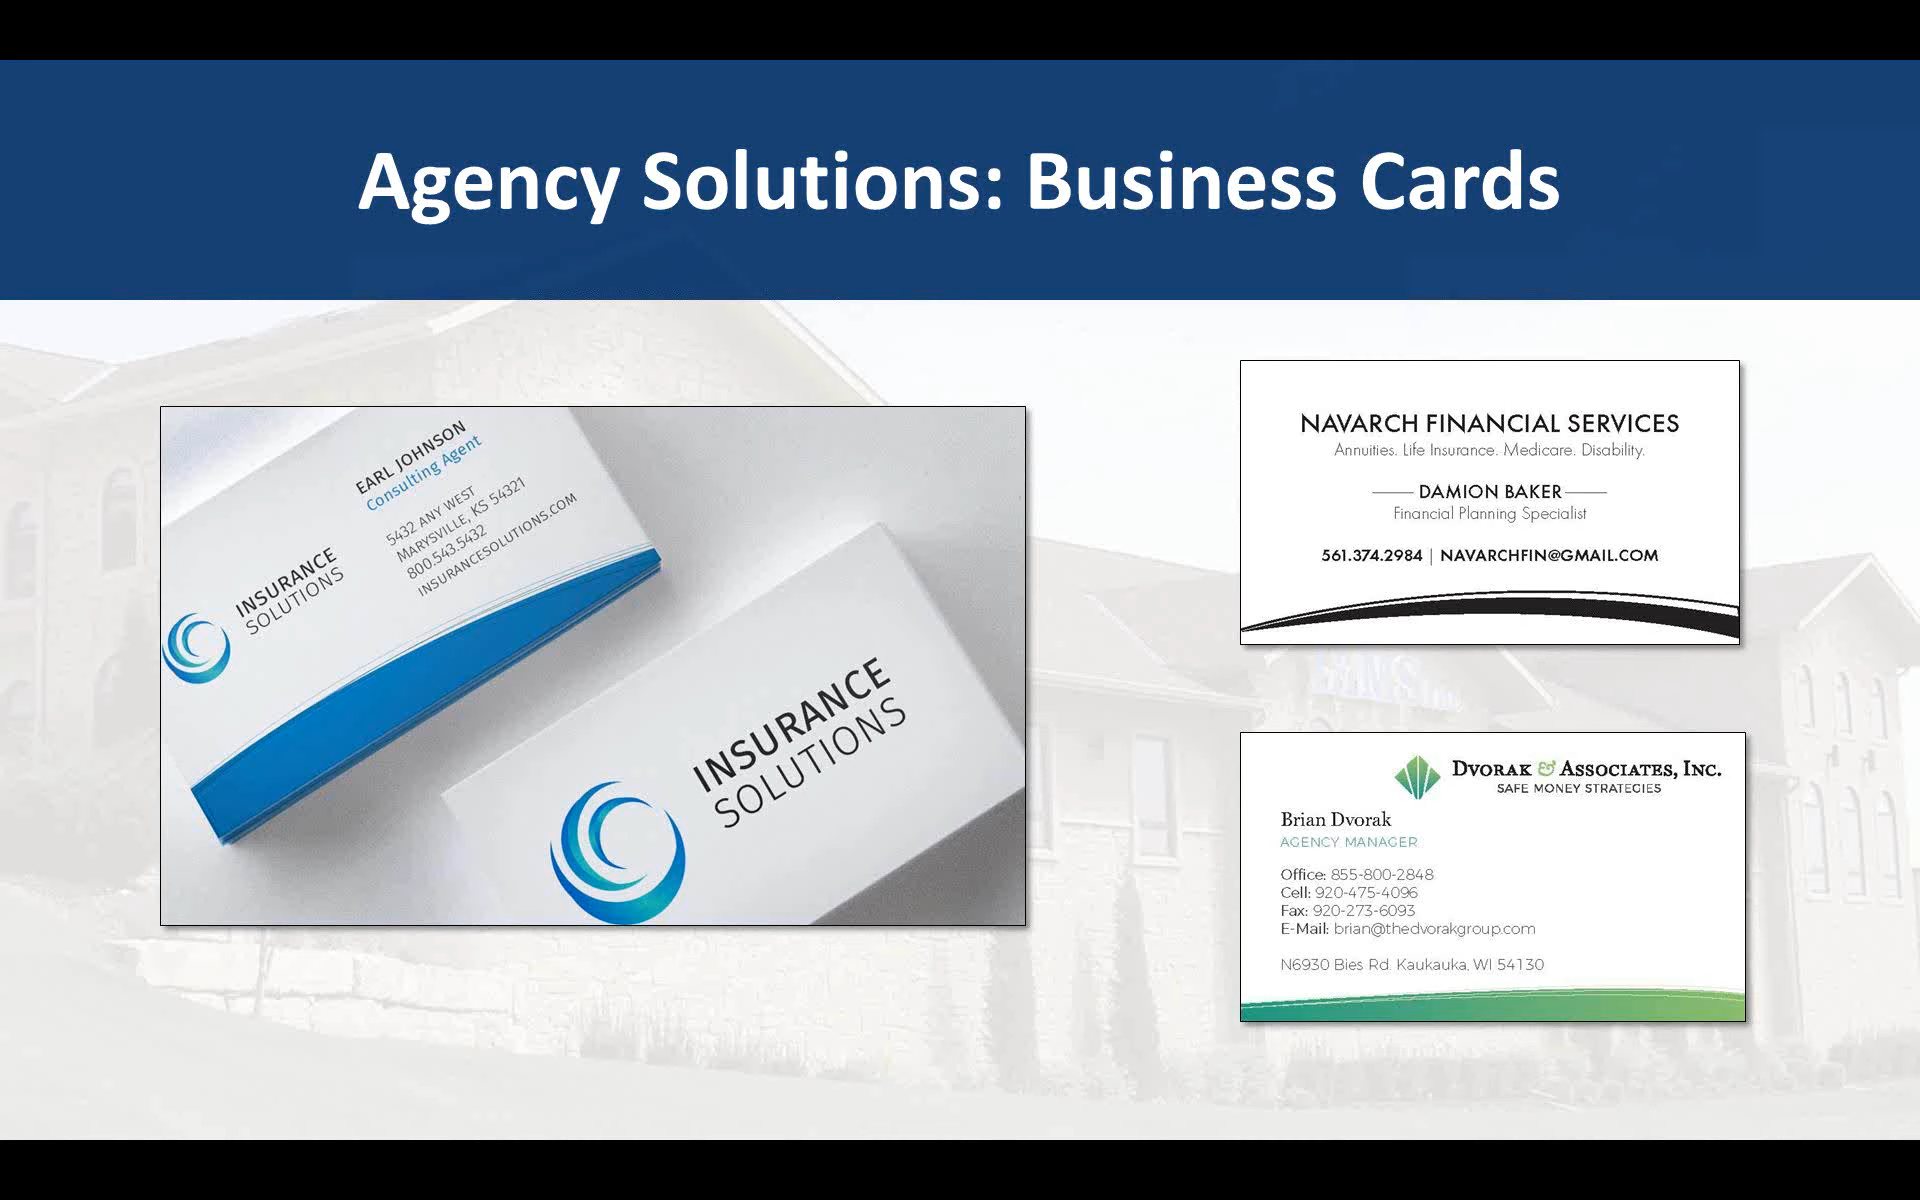 Agency Solutions: Business Cards
EARL JOHNSON
Consulting Agent
5432 ANY WEST
MARYSVILLE, KS 54321
800.543.5432
INSURANCESOLUTIONS.COM
INSURANCE
SOLUTIONS
INSURANCE
SOLUTIONS
NAVARCH FINANCIAL SERVICES
Annuities. Life Insurance. Medicare. Disability.
DAMION BAKER
Financial Planning Specialist
561.374.2984 | NAVARCHFIN@GMAIL.COM
DVORAK & ASSOCIATES, INC.
SAFE MONEY STRATEGIES
Brian Dvorak
AGENCY MANAGER
Office: 855-800-2848
Cell: 920-475-4096
Fax: 920-273-6093
E-Mail: brian@thedvorakgroup.com
N6930 Bies Rd. Kaukauka, WI 54130